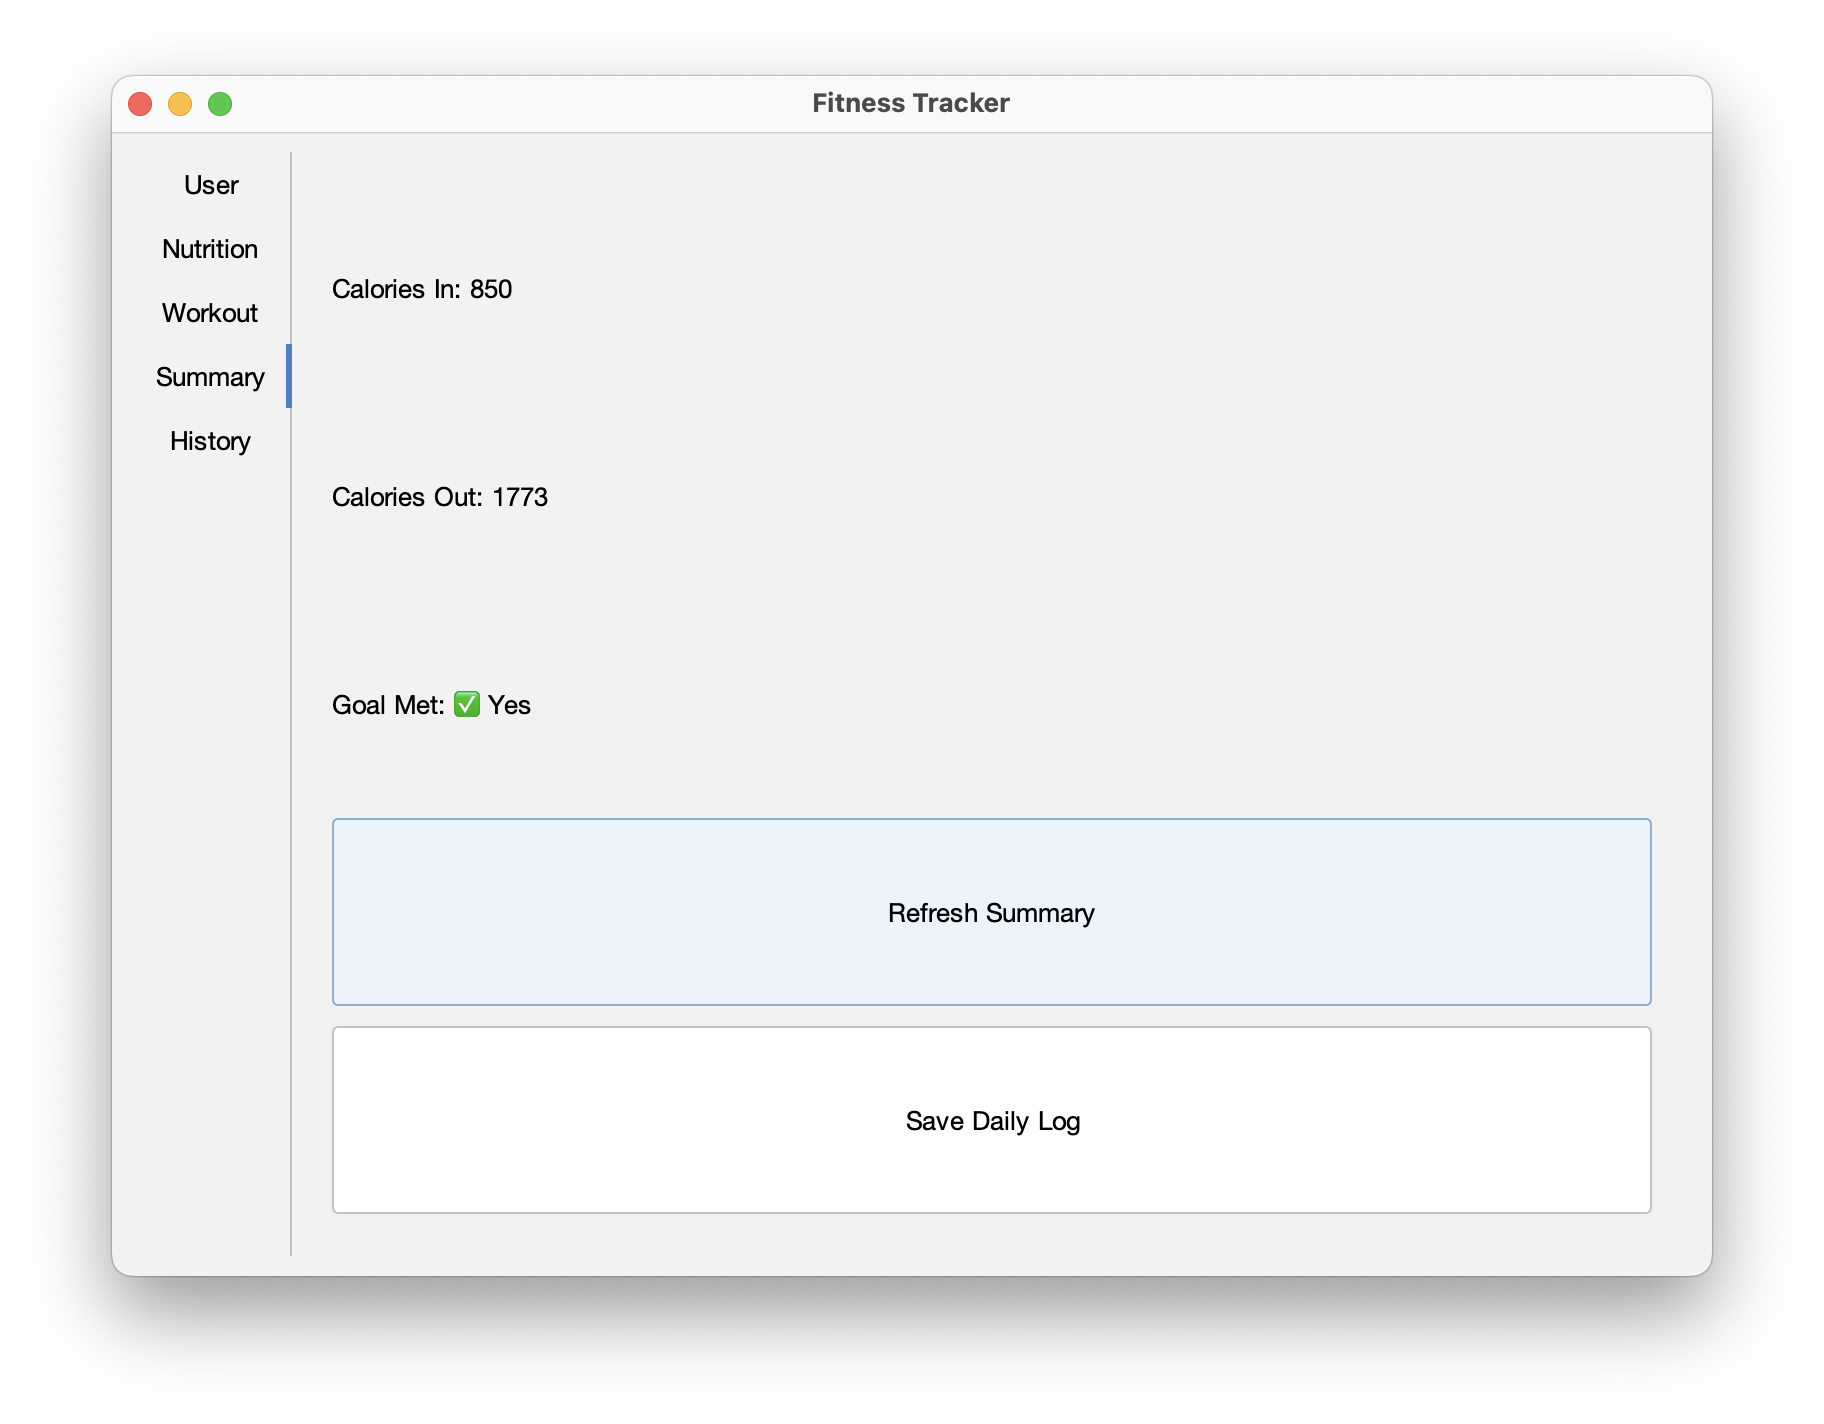 Fitness Tracker
User
Nutrition
Workout
Summary
History
Calories In: 850
Calories Out: 1773
Goal Met: ✅ Yes
Refresh Summary
Save Daily Log